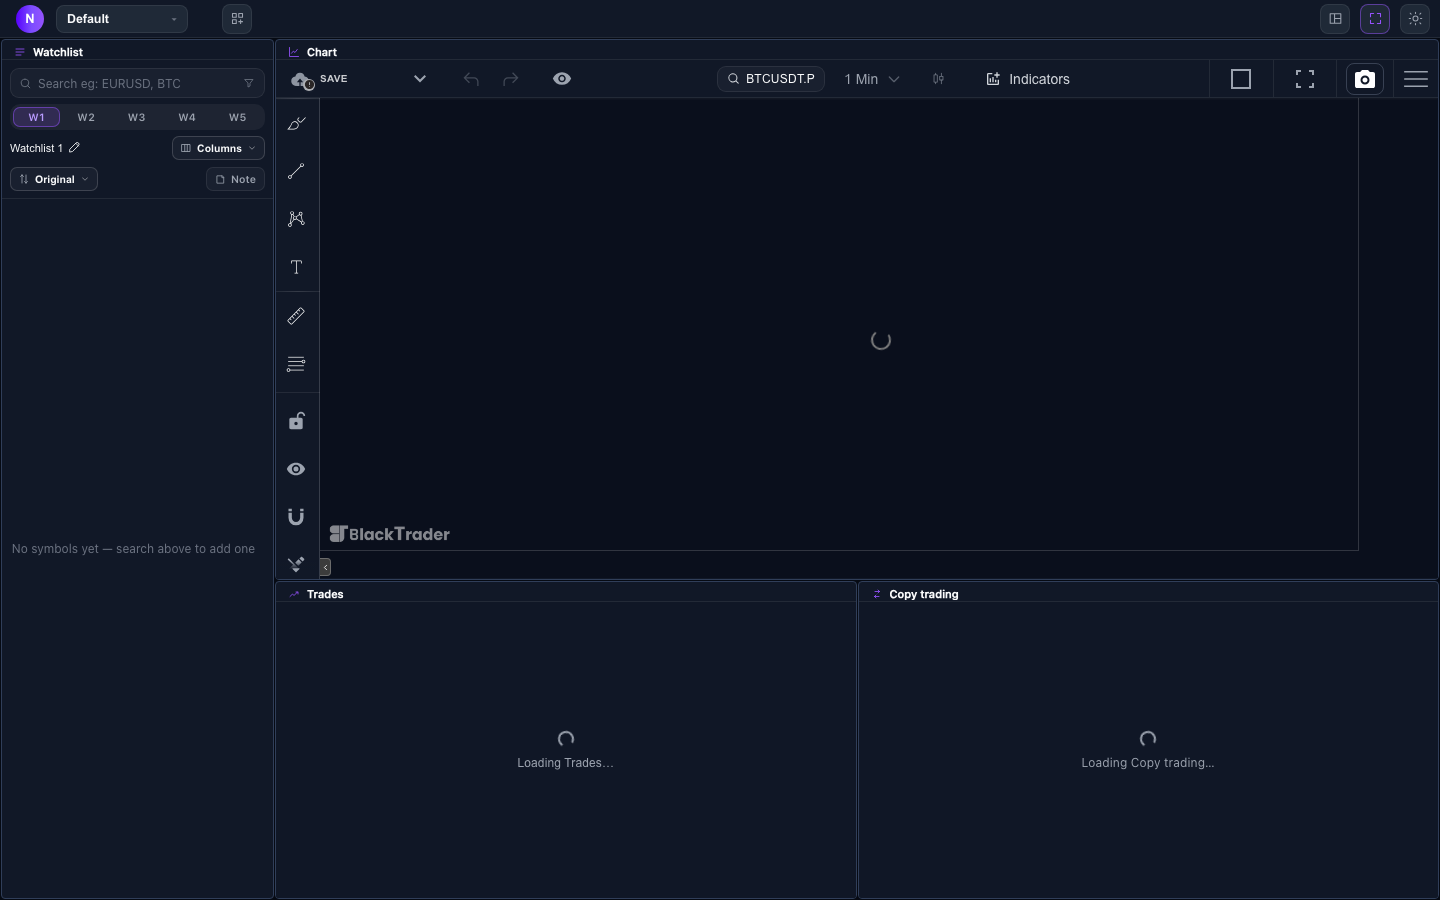 N
Default
Watchlist
Search eg: EURUSD, BTC
W1 W2 W3 W4 W5
Watchlist 1
Columns
Original
Note
No symbols yet — search above to add one
Chart
SAVE
BTCUSDT.P
1 Min
Indicators
BlackTrader
Trades
Loading Trades...
Copy trading
Loading Copy trading...